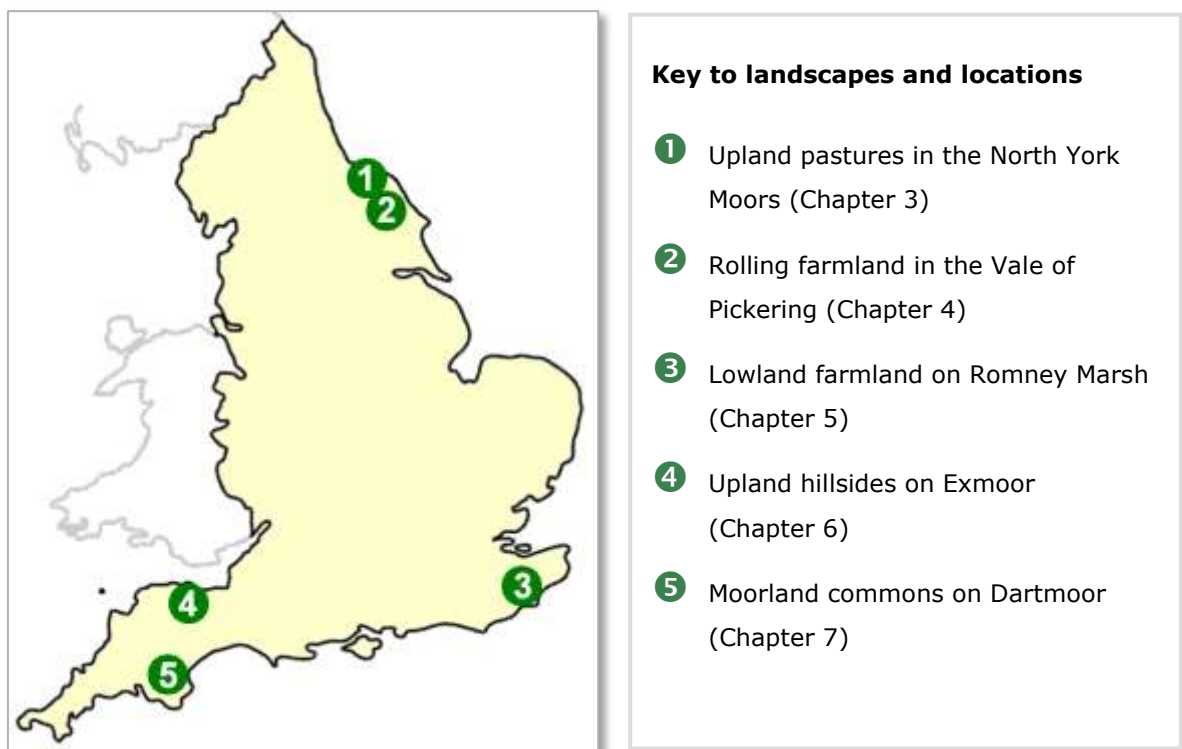 1
2
3
4
5
Key to landscapes and locations
1 Upland pastures in the North York
Moors (Chapter 3)
2 Rolling farmland in the Vale of
Pickering (Chapter 4)
3 Lowland farmland on Romney Marsh
(Chapter 5)
4 Upland hillsides on Exmoor
(Chapter 6)
5 Moorland commons on Dartmoor
(Chapter 7)